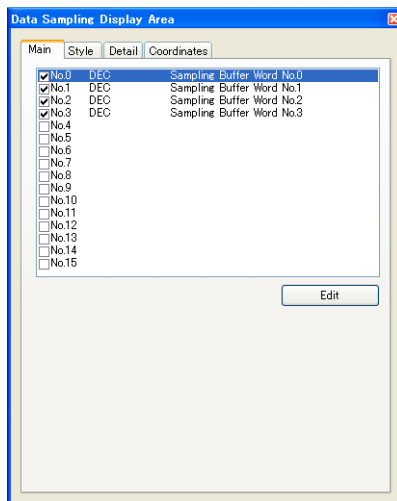 Data Sampling Display Area
Main Style Detail Coordinates
No.0 DEC Sampling Buffer Word No.0
No.1 DEC Sampling Buffer Word No.1
No.2 DEC Sampling Buffer Word No.2
No.3 DEC Sampling Buffer Word No.3
No.4
No.5
No.6
No.7
No.8
No.9
No.10
No.11
No.12
No.13
No.14
No.15
Edit